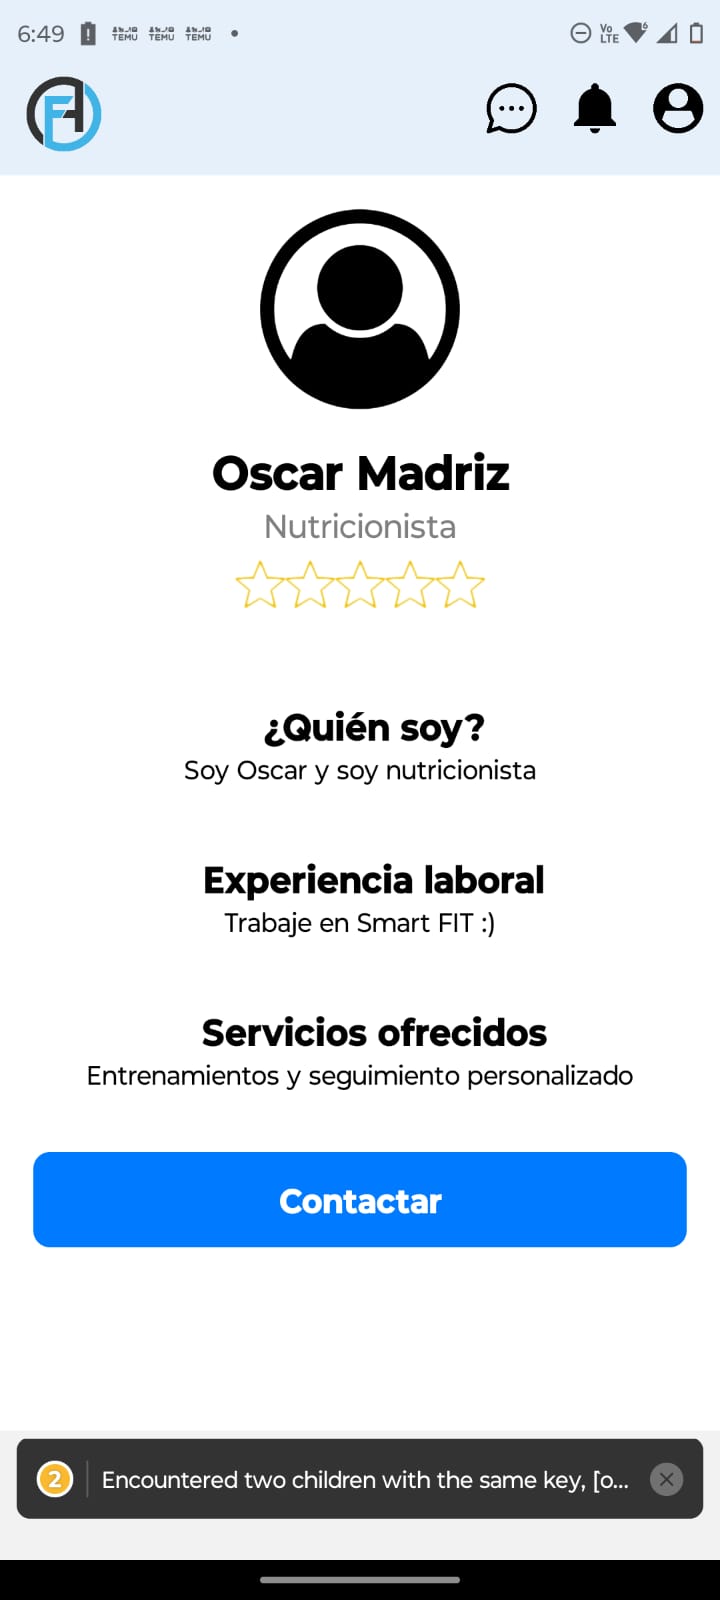 6:49 TEMU TEMU TEMU Vo LTE 6
Oscar Madriz
Nutricionista
¿Quién soy?
Soy Oscar y soy nutricionista
Experiencia laboral
Trabaje en Smart FIT :)
Servicios ofrecidos
Entrenamientos y seguimiento personalizado
Contactar
2 Encountered two children with the same key, [o...